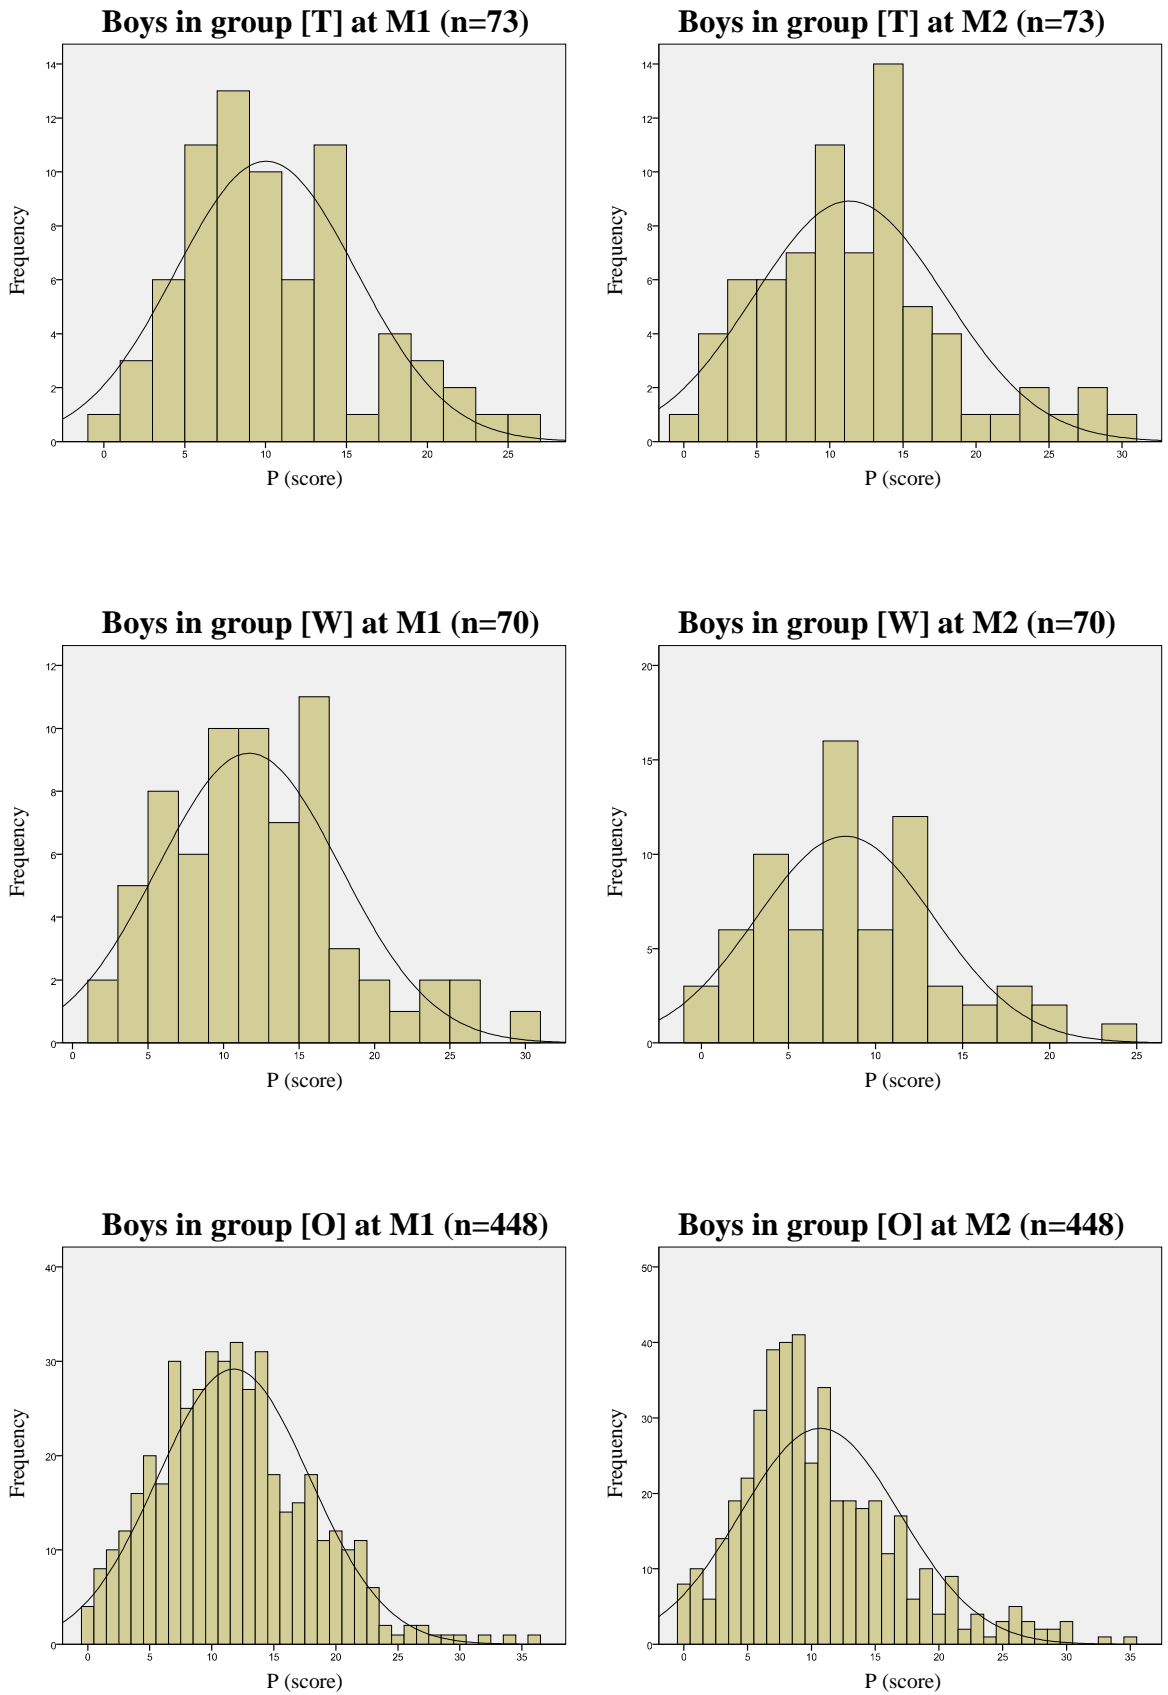 Boys in group [T] at M1 (n=73)
Frequency
14
12
10
8
6
4
2
0
0 5 10 15 20 25
P (score)
Boys in group [T] at M2 (n=73)
Frequency
14
12
10
8
6
4
2
0
0 5 10 15 20 25 30
P (score)
Boys in group [W] at M1 (n=70)
Frequency
12
10
8
6
4
2
0
0 5 10 15 20 25 30
P (score)
Boys in group [W] at M2 (n=70)
Frequency
20
15
10
5
0
0 5 10 15 20 25
P (score)
Boys in group [O] at M1 (n=448)
Frequency
40
30
20
10
0
0 5 10 15 20 25 30 35
P (score)
Boys in group [O] at M2 (n=448)
Frequency
50
40
30
20
10
0
0 5 10 15 20 25 30 35
P (score)